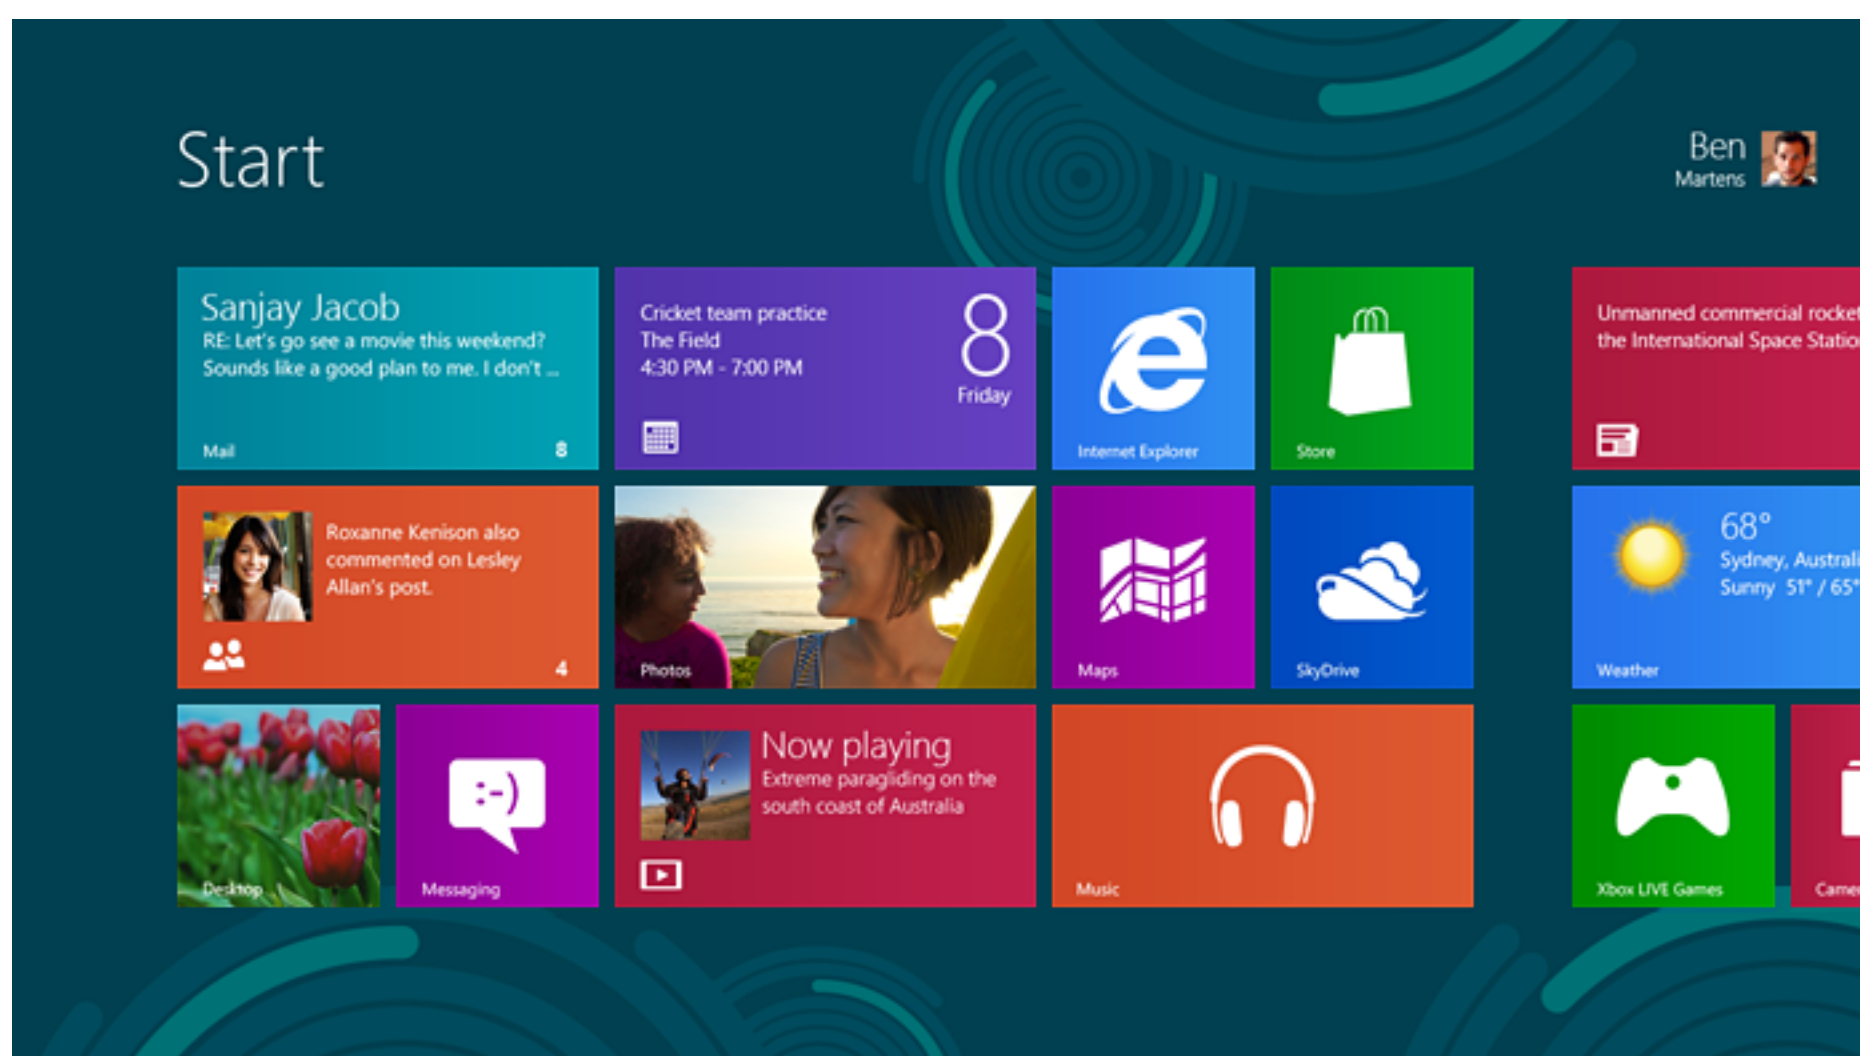 Start
Ben
Martens
Sanjay Jacob
RE: Let's go see a movie this weekend?
Sounds like a good plan to me. I don't ...
Mail
8
Cricket team practice
The Field
4:30 PM - 7:00 PM
8
Friday
Internet Explorer
Store
Unmanned commercial rocket
the International Space Statio
Roxanne Kenison also
commented on Lesley
Allan's post.
4
Photos
Maps
SkyDrive
68°
Sydney, Australi
Sunny 51° / 65°
Weather
Desktop
:-)
Messaging
Now playing
Extreme paragliding on the
south coast of Australia
Music
Xbox LIVE Games
Came